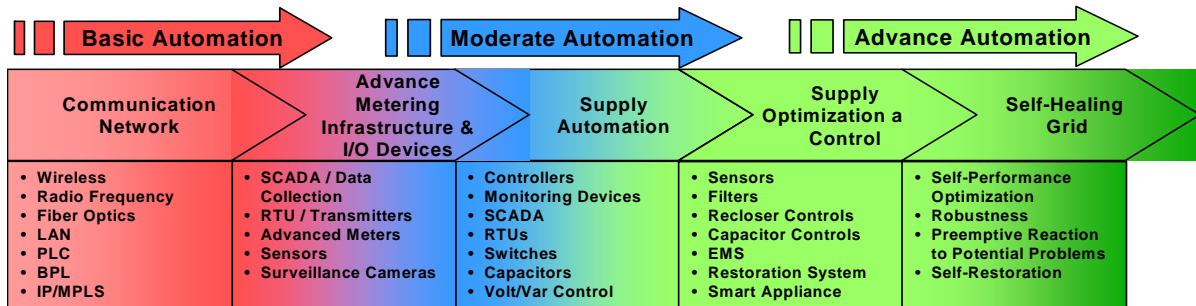 Basic Automation
Moderate Automation
Advance Automation
Communication
Network
Advance
Metering
Infrastructure &
I/O Devices
Supply
Automation
Supply
Optimization a
Control
Self-Healing
Grid
• Wireless
• Radio Frequency
• Fiber Optics
• LAN
• PLC
• BPL
• IP/MPLS
• SCADA / Data
Collection
• RTU / Transmitters
• Advanced Meters
• Sensors
• Surveillance Cameras
• Controllers
• Monitoring Devices
• SCADA
• RTUs
• Switches
• Capacitors
• Volt/Var Control
• Sensors
• Filters
• Recloser Controls
• Capacitor Controls
• EMS
• Restoration System
• Smart Appliance
• Self-Performance
Optimization
• Robustness
• Preemptive Reaction
to Potential Problems
• Self-Restoration